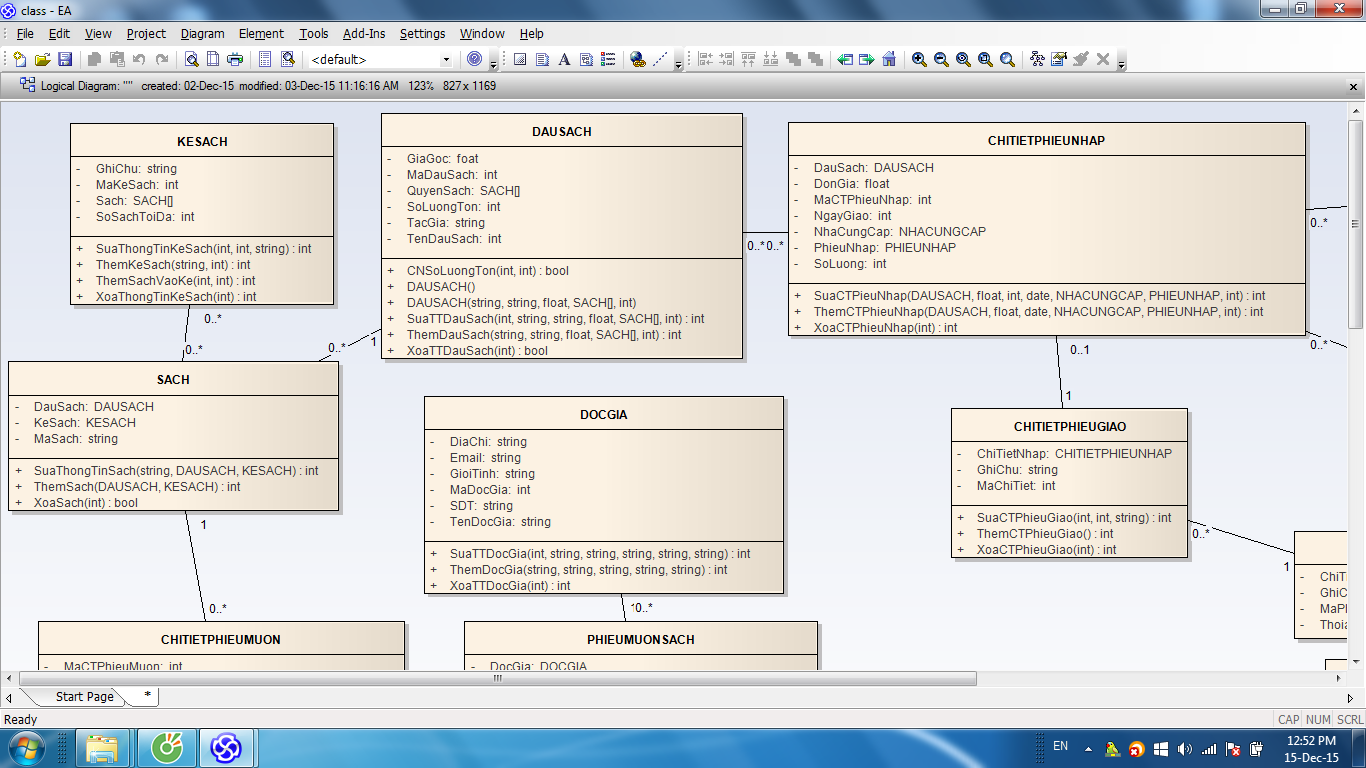 class - EA
File Edit View Project Diagram Element Tools Add-Ins Settings Window Help
<default>
Logical Diagram: "" created: 02-Dec-15 modified: 03-Dec-15 11:16:16 AM 123% 827 x 1169
KESACH
- GhiChu: string
- MaKeSach: int
- Sach: SACH[]
- SoSachToiDa: int
+ SuaThongTinKeSach(int, int, string) : int
+ ThemKeSach(string, int) : int
+ ThemSachVaoKe(int, int) : int
+ XoaThongTinKeSach(int) : int
0..*
0..*
DAUSACH
- GiaGoc: foat
- MaDauSach: int
- QuyenSach: SACH[]
- SoLuongTon: int
- TacGia: string
- TenDauSach: int
+ CNSoLuongTon(int, int) : bool
+ DAUSACH()
+ DAUSACH(string, string, float, SACH[], int)
+ SuaTTDauSach(int, string, string, float, SACH[], int) : int
+ ThemDauSach(string, string, float, SACH[], int) : int
+ XoaTTDauSach(int) : bool
0..* 1
0..* 0..*
CHITIETPHIEUNHAP
- DauSach: DAUSACH
- DonGia: float
- MaCTPhieuNhap: int
- NgayGiao: int
- NhaCungCap: NHACUNGCAP
- PhieuNhap: PHIEUNHAP
- SoLuong: int
+ SuaCTPieuNhap(DAUSACH, float, int, date, NHACUNGCAP, PHIEUNHAP, int) : int
+ ThemCTPhieuNhap(DAUSACH, float, date, NHACUNGCAP, PHIEUNHAP, int) : int
+ XoaCTPhieuNhap(int) : int
0..*
0..*
0..1
1
SACH
- DauSach: DAUSACH
- KeSach: KESACH
- MaSach: string
+ SuaThongTinSach(string, DAUSACH, KESACH) : int
+ ThemSach(DAUSACH, KESACH) : int
+ XoaSach(int) : bool
1
0..*
DOCGIA
- DiaChi: string
- Email: string
- GioiTinh: string
- MaDocGia: int
- SDT: string
- TenDocGia: string
+ SuaTTDocGia(int, string, string, string, string, string) : int
+ ThemDocGia(string, string, string, string, string) : int
+ XoaTTDocGia(int) : int
0..*
CHITIETPHIEUGIAO
- ChiTietNhap: CHITIETPHIEUNHAP
- GhiChu: string
- MaChiTiet: int
+ SuaCTPhieuGiao(int, int, string) : int
+ ThemCTPhieuGiao() : int
+ XoaCTPhieuGiao(int) : int
0..*
1
- ChiT
- GhiC
- MaP
- Thoia
CHITIETPHIEUMUON
- MaCTPhieuMuon: int
PHIEUMUONSACH
- DocGia: DOCGIA
Start Page *
Ready CAP NUM SCRL
EN 12:52 PM
15-Dec-15